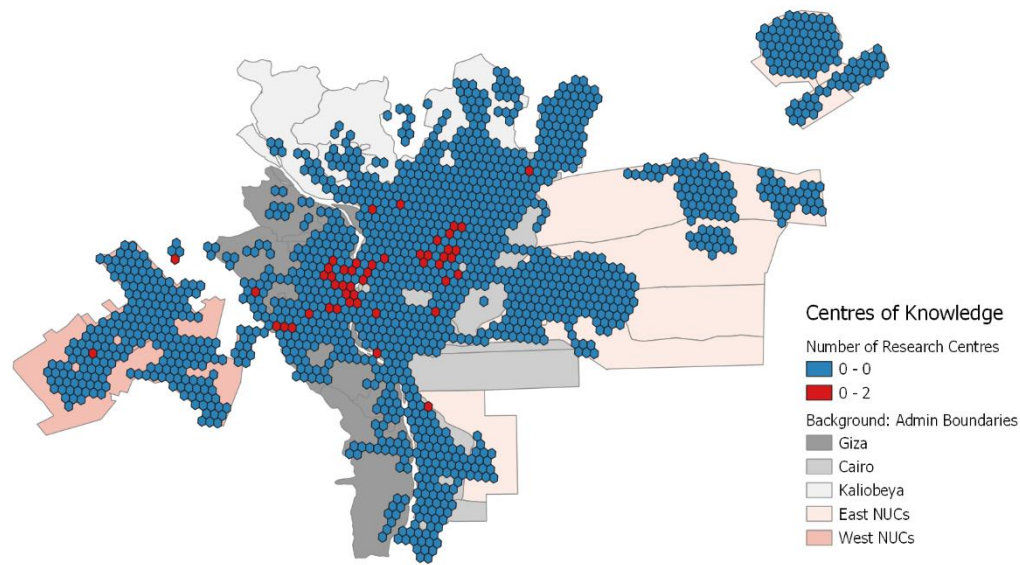 Centres of Knowledge
Number of Research Centres
0 - 0
0 - 2
Background: Admin Boundaries
Giza
Cairo
Kaliobeya
East NUCs
West NUCs